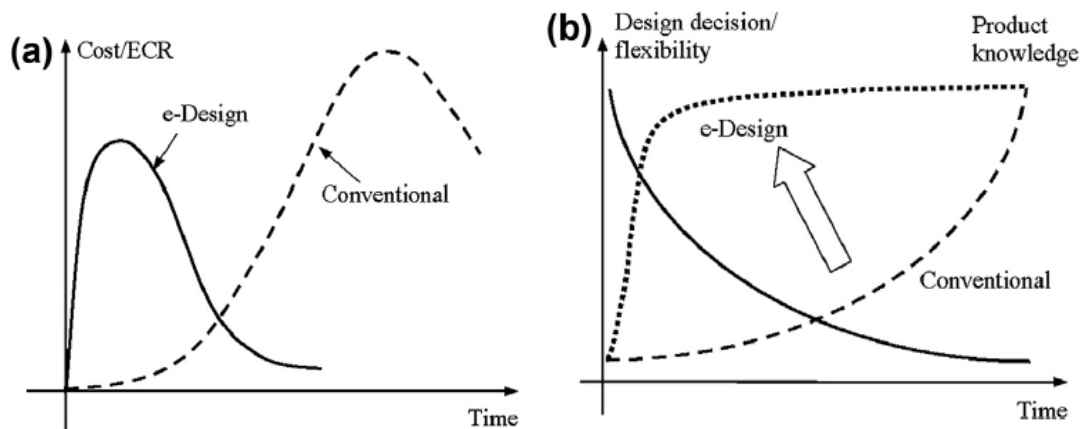 (a)
Cost/ECR
e-Design
Conventional
Time
(b)
Design decision/
flexibility
Product
knowledge
e-Design
Conventional
Time